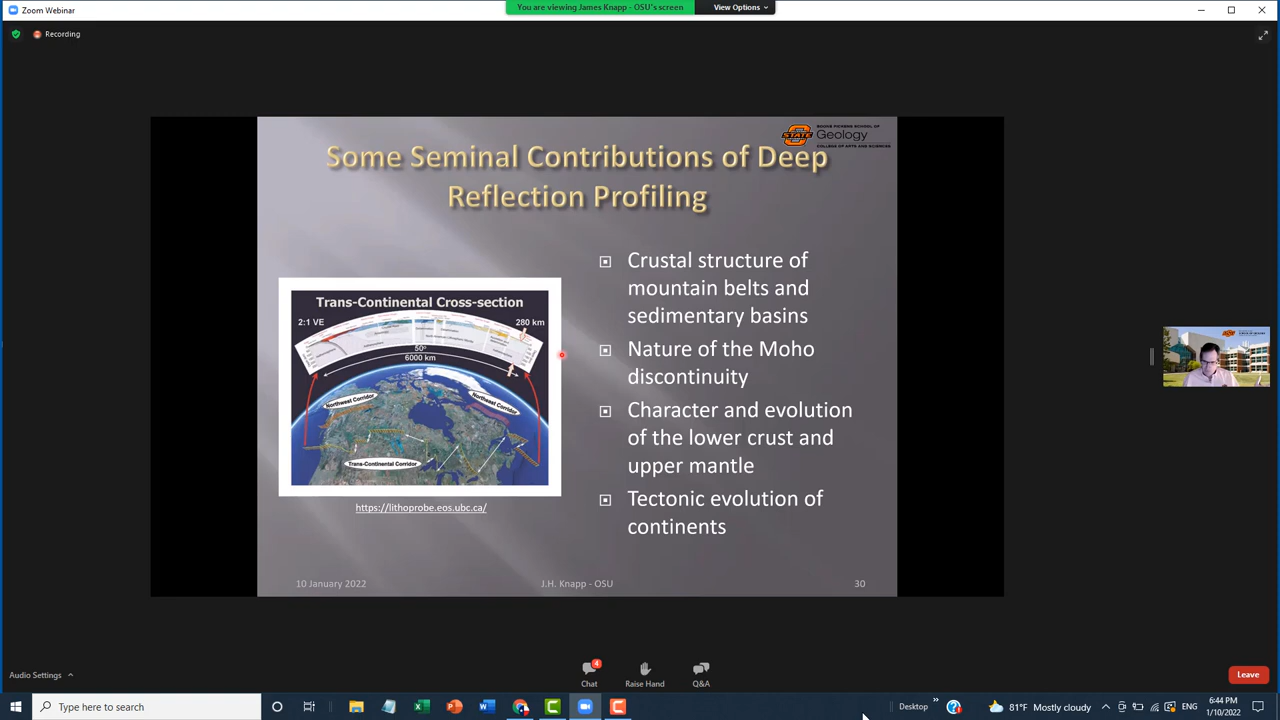 Zoom Webinar
You are viewing James Knapp - OSU's screen
View Options
Recording
BOONE PICKENS SCHOOL OF
Geology
COLLEGE OF ARTS AND SCIENCES
STATE
Some Seminal Contributions of Deep
Reflection Profiling
Trans-Continental Cross-section
2:1 VE
280 km
50°
6000 km
Northwest Corridor
Northeast Corridor
Trans-Continental Corridor
https://lithoprobe.eos.ubc.ca/
Crustal structure of
mountain belts and
sedimentary basins
Nature of the Moho
discontinuity
Character and evolution
of the lower crust and
upper mantle
Tectonic evolution of
continents
10 January 2022
J.H. Knapp - OSU
30
Audio Settings
4
Chat
Raise Hand
Q&A
Leave
Type here to search
Desktop
81°F Mostly cloudy
ENG
6:44 PM
1/10/2022